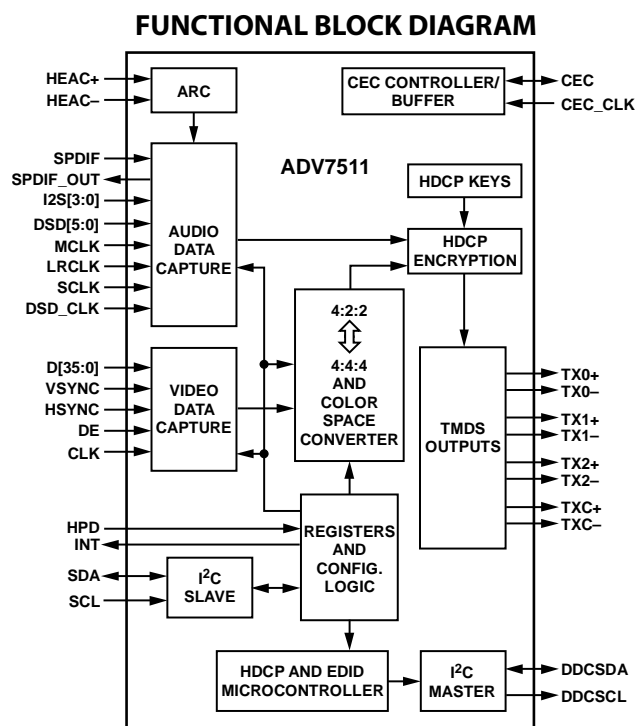 FUNCTIONAL BLOCK DIAGRAM
HEAC+
HEAC–
ARC
CEC CONTROLLER/
BUFFER
CEC
CEC_CLK
SPDIF
SPDIF_OUT
I2S[3:0]
DSD[5:0]
MCLK
LRCLK
SCLK
DSD_CLK
AUDIO
DATA
CAPTURE
ADV7511
HDCP KEYS
HDCP
ENCRYPTION
4:2:2
4:4:4
AND
COLOR
SPACE
CONVERTER
D[35:0]
VSYNC
HSYNC
DE
CLK
VIDEO
DATA
CAPTURE
TMDS
OUTPUTS
TX0+
TX0–
TX1+
TX1–
TX2+
TX2–
TXC+
TXC–
HPD
INT
SDA
SCL
I²C
SLAVE
REGISTERS
AND
CONFIG.
LOGIC
HDCP AND EDID
MICROCONTROLLER
I²C
MASTER
DDCSDA
DDCSCL